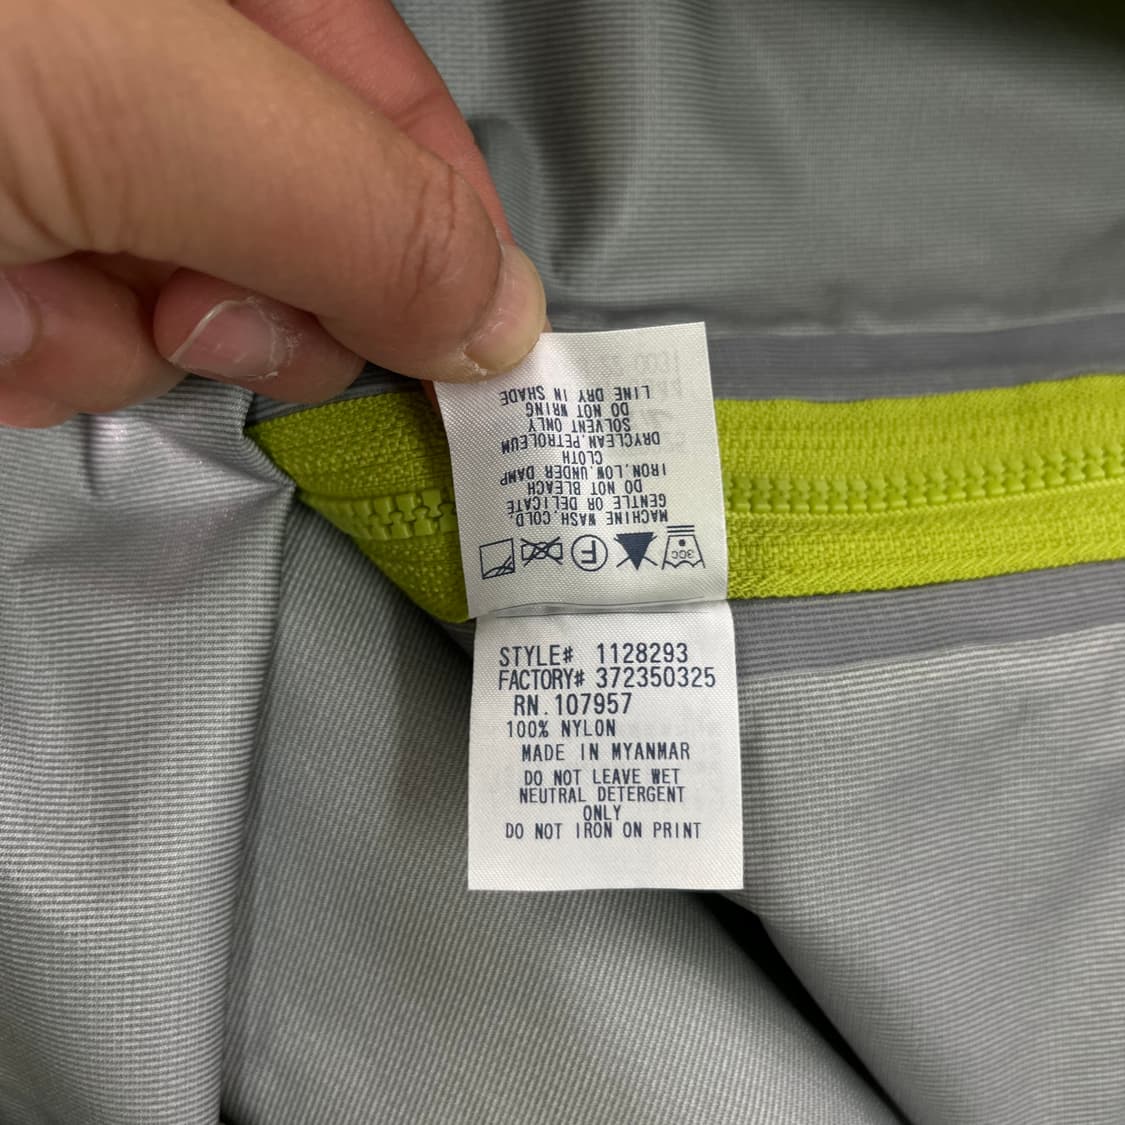 MACHINE WASH,COLD,
GENTLE OR DELICATE
DO NOT BLEACH
IRON,LOW,UNDER DAMP
CLOTH
DRYCLEAN,PETROLEUM
SOLVENT ONLY
DO NOT WRING
LINE DRY IN SHADE
STYLE# 1128293
FACTORY# 372350325
RN.107957
100% NYLON
MADE IN MYANMAR
DO NOT LEAVE WET
NEUTRAL DETERGENT
ONLY
DO NOT IRON ON PRINT